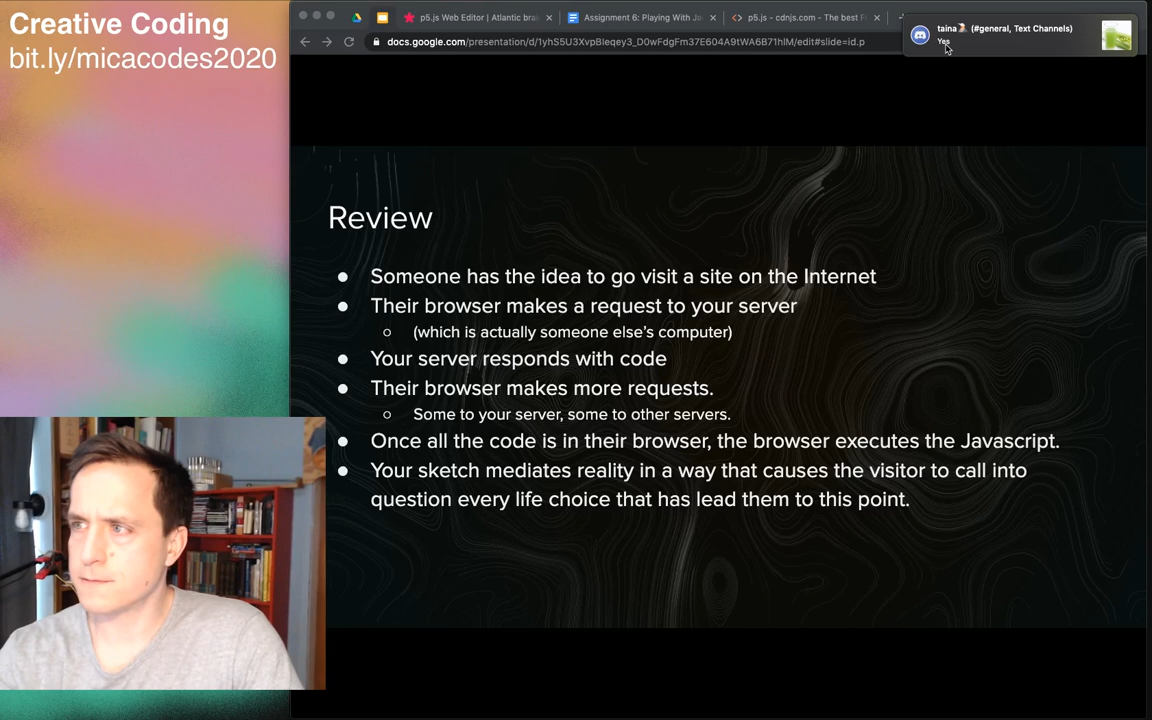 Creative Coding
bit.ly/micacodes2020
p5.js Web Editor | Atlantic brai
Assignment 6: Playing With Ja
p5.js - cdnjs.com - The best F
docs.google.com/presentation/d/1yhS5U3XvpBIeqey3_D0wFdgFm37E604A9tWA6B71hIM/edit#slide=id.p
taina (#general, Text Channels)
Yes
Review
● Someone has the idea to go visit a site on the Internet
● Their browser makes a request to your server
○ (which is actually someone else's computer)
● Your server responds with code
● Their browser makes more requests.
○ Some to your server, some to other servers.
● Once all the code is in their browser, the browser executes the Javascript.
● Your sketch mediates reality in a way that causes the visitor to call into
question every life choice that has lead them to this point.